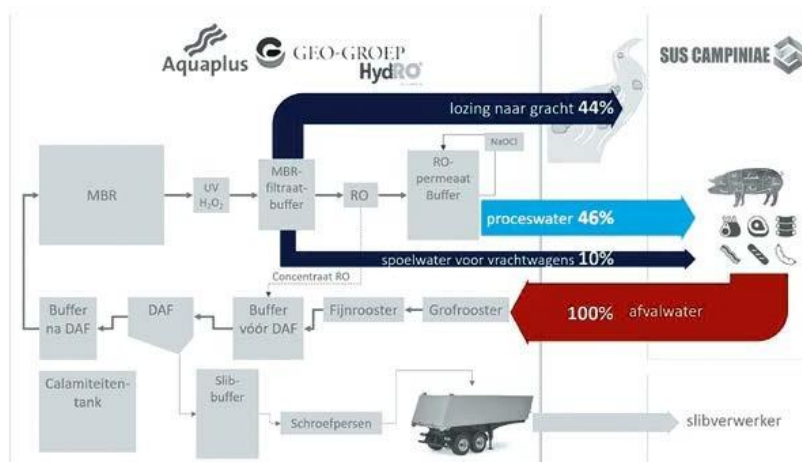 Aquaplus
GEO-GROEP
HydRO
SUS CAMPINIAE
lozing naar gracht 44%
MBR
UV
H₂O₂
MBR-
filtraat-
buffer
RO
RO-
permeaat
Buffer
NaOCl
proceswater 46%
spoelwater voor vrachtwagens 10%
Concentraat RO
Buffer
na DAF
DAF
Buffer
vóór DAF
Fijnrooster
Grofrooster
100% afvalwater
Calamiteiten-
tank
Slib-
buffer
Schroefpersen
slibverwerker